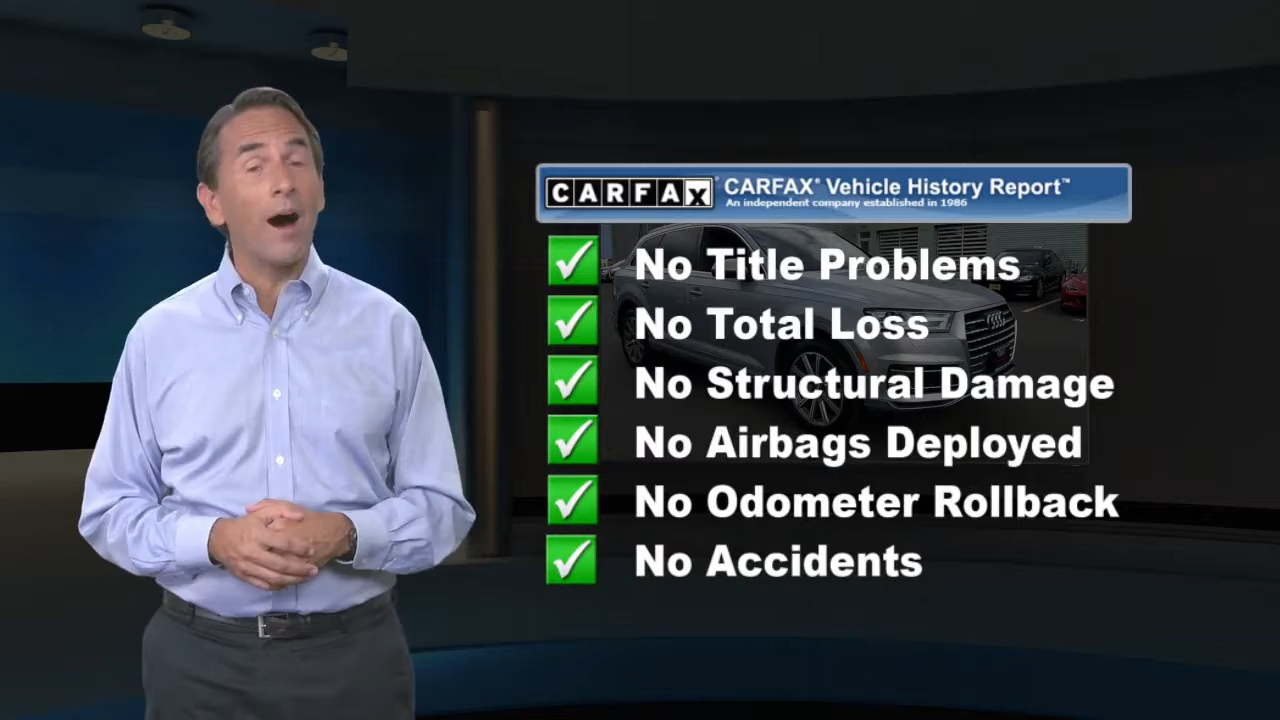 CARFAX
CARFAX® Vehicle History Report™
An independent company established in 1986
No Title Problems
No Total Loss
No Structural Damage
No Airbags Deployed
No Odometer Rollback
No Accidents